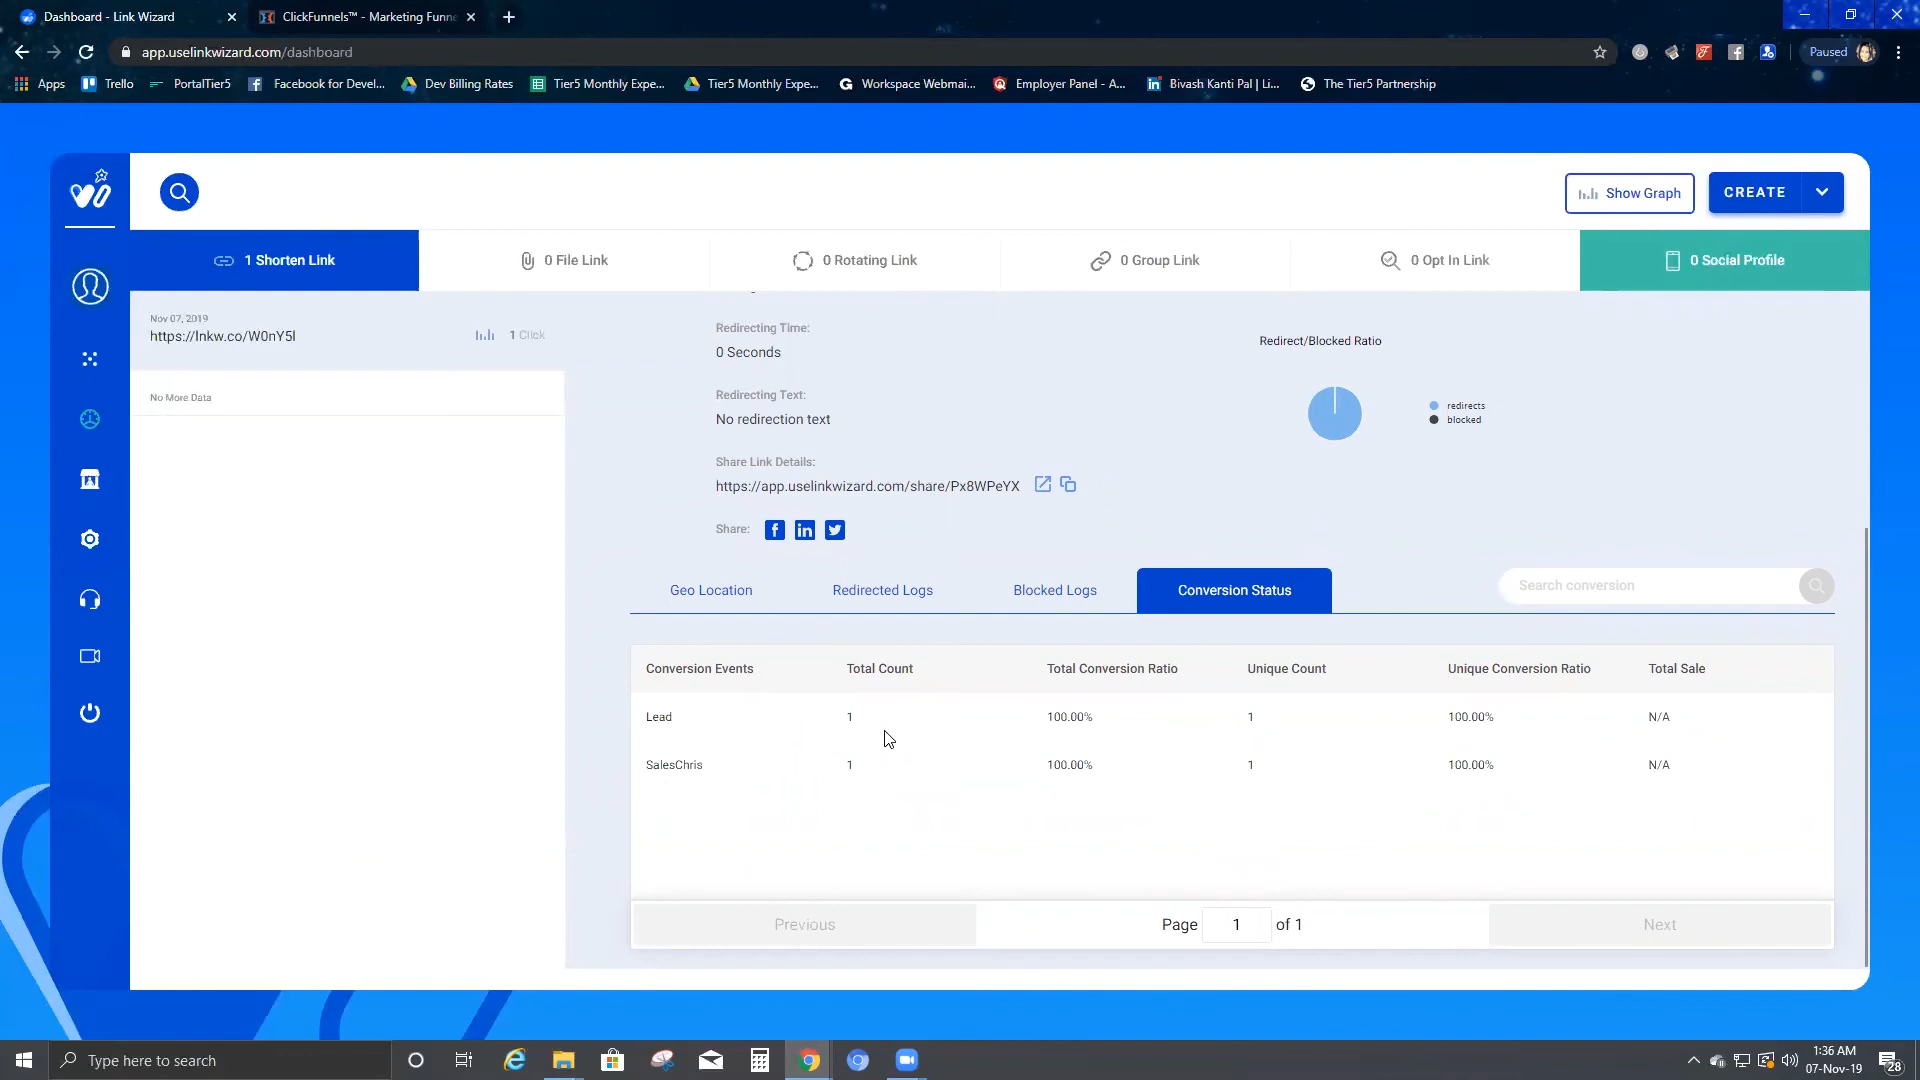 Dashboard - Link Wizard
ClickFunnels™ - Marketing Funne
app.uselinkwizard.com/dashboard
Paused
Apps
Trello
PortalTier5
Facebook for Devel...
Dev Billing Rates
Tier5 Monthly Expe...
Tier5 Monthly Expe...
Workspace Webmai...
Employer Panel - A...
Bivash Kanti Pal | Li...
The Tier5 Partnership
Show Graph
CREATE
1 Shorten Link
0 File Link
0 Rotating Link
0 Group Link
0 Opt In Link
0 Social Profile
Nov 07, 2019
https://lnkw.co/W0nY5l
1 Click
No More Data
Redirecting Time:
0 Seconds
Redirecting Text:
No redirection text
Share Link Details:
https://app.uselinkwizard.com/share/Px8WPeYX
Share:
Redirect/Blocked Ratio
redirects
blocked
Geo Location
Redirected Logs
Blocked Logs
Conversion Status
Search conversion
Conversion Events Total Count Total Conversion Ratio Unique Count Unique Conversion Ratio Total Sale
Lead 1 100.00% 1 100.00% N/A
SalesChris 1 100.00% 1 100.00% N/A
Previous
Page 1 of 1
Next
Type here to search
1:36 AM
07-Nov-19
28